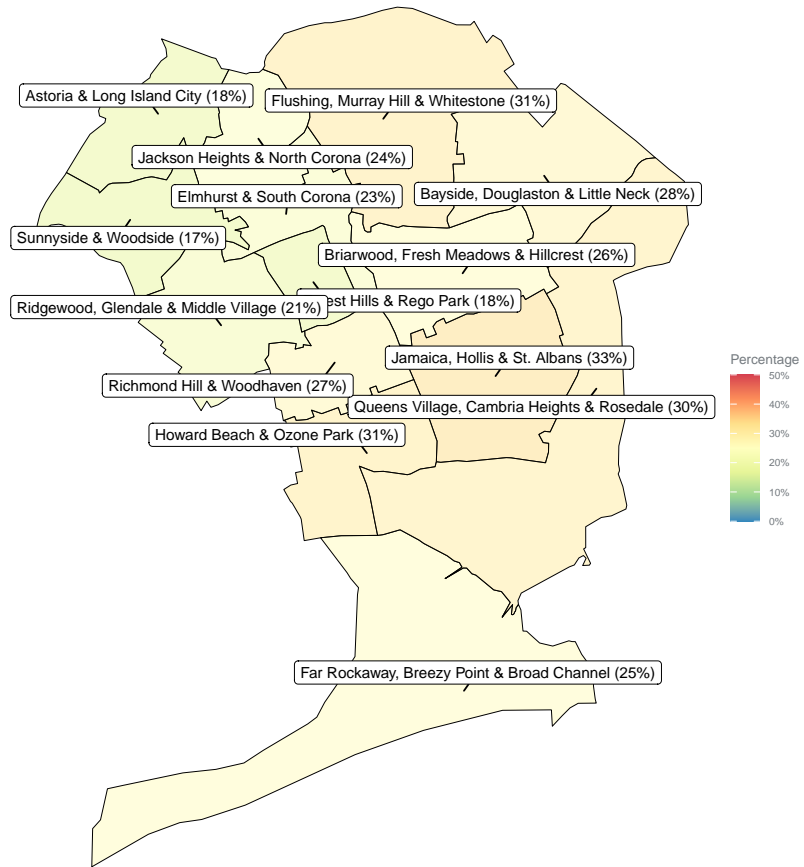 Astoria & Long Island City (18%)
Flushing, Murray Hill & Whitestone (31%)
Jackson Heights & North Corona (24%)
Elmhurst & South Corona (23%)
Bayside, Douglaston & Little Neck (28%)
Sunnyside & Woodside (17%)
Briarwood, Fresh Meadows & Hillcrest (26%)
Ridgewood, Glendale & Middle Village (21%)
Hills & Rego Park (18%)
Jamaica, Hollis & St. Albans (33%)
Richmond Hill & Woodhaven (27%)
Queens Village, Cambria Heights & Rosedale (30%)
Howard Beach & Ozone Park (31%)
Far Rockaway, Breezy Point & Broad Channel (25%)
Percentage
50%
40%
30%
20%
10%
0%